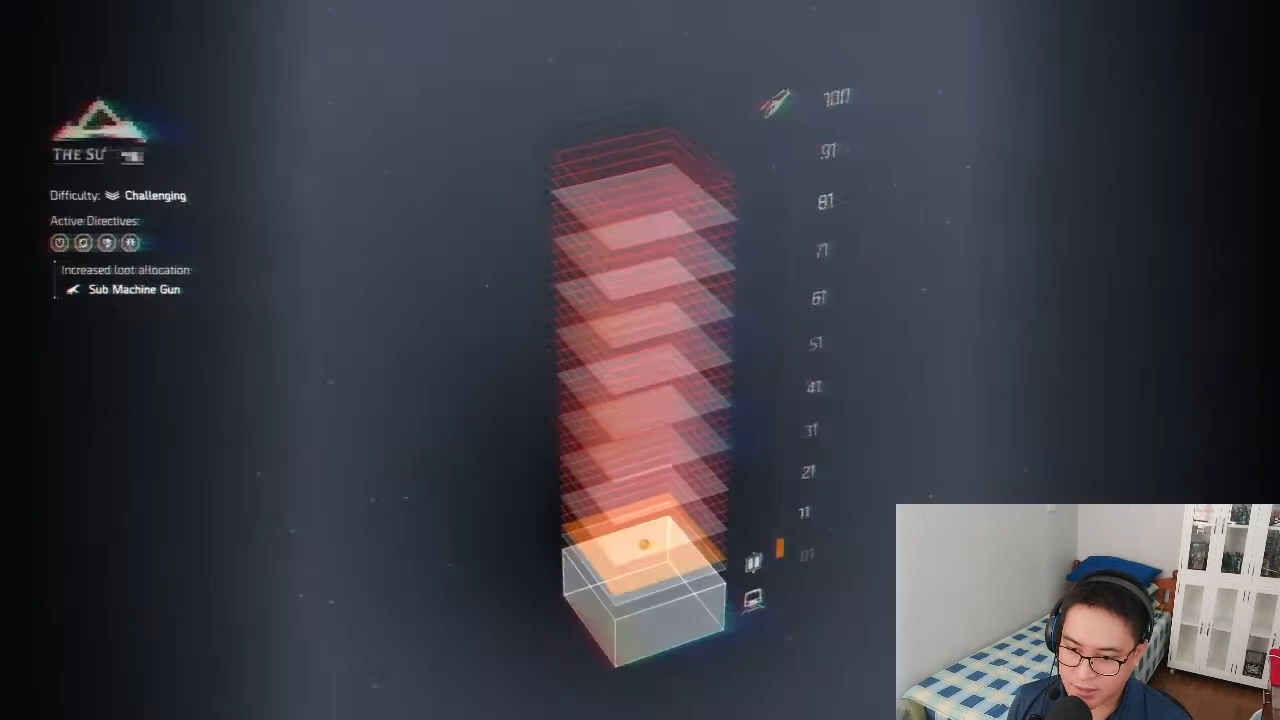 THE SU
Difficulty: Challenging
Active Directives:
Increased loot allocation
Sub Machine Gun
100
91
81
71
61
51
41
31
21
11
01